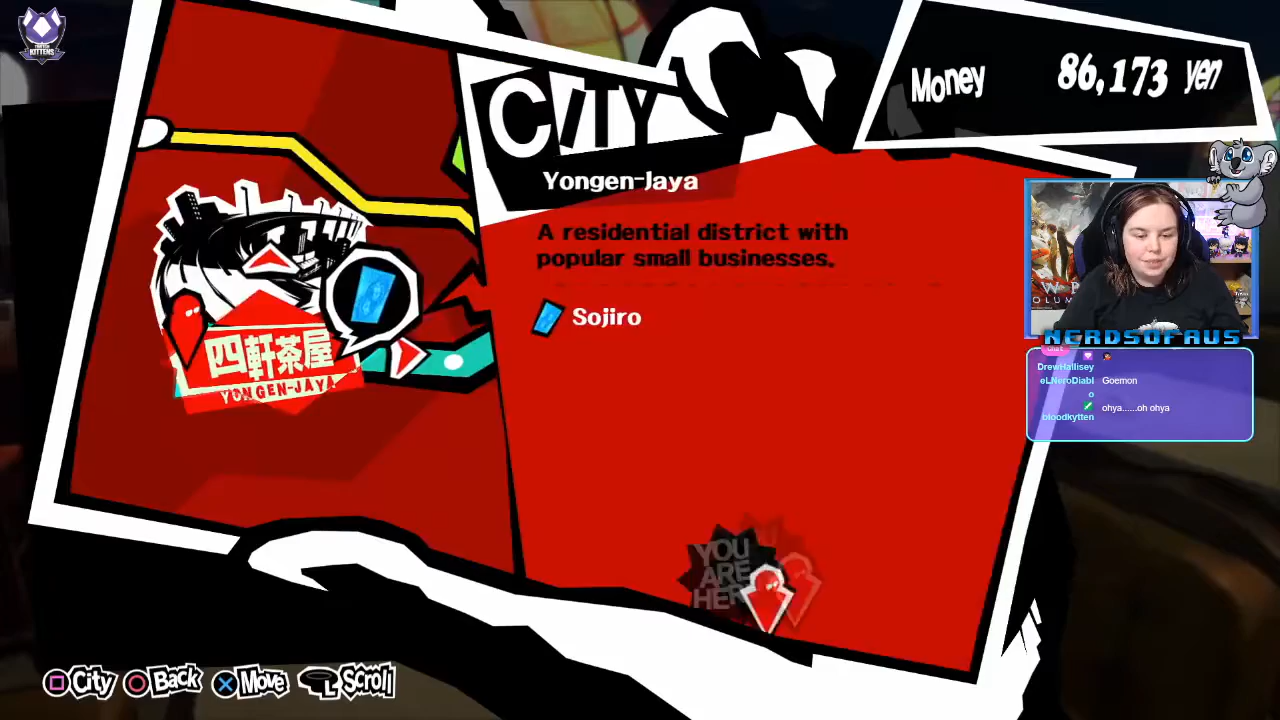 CITY
Money 86,173 yen
Yongen-Jaya
A residential district with
popular small businesses.
Sojiro
四軒茶屋
YONGEN-JAYA
NERDSOFAUS
DrewHallisey
eLNeroDiabl Goemon
o
bloodkytten ohya......oh ohya
YOU
ARE
HER
City Back Move L Scroll